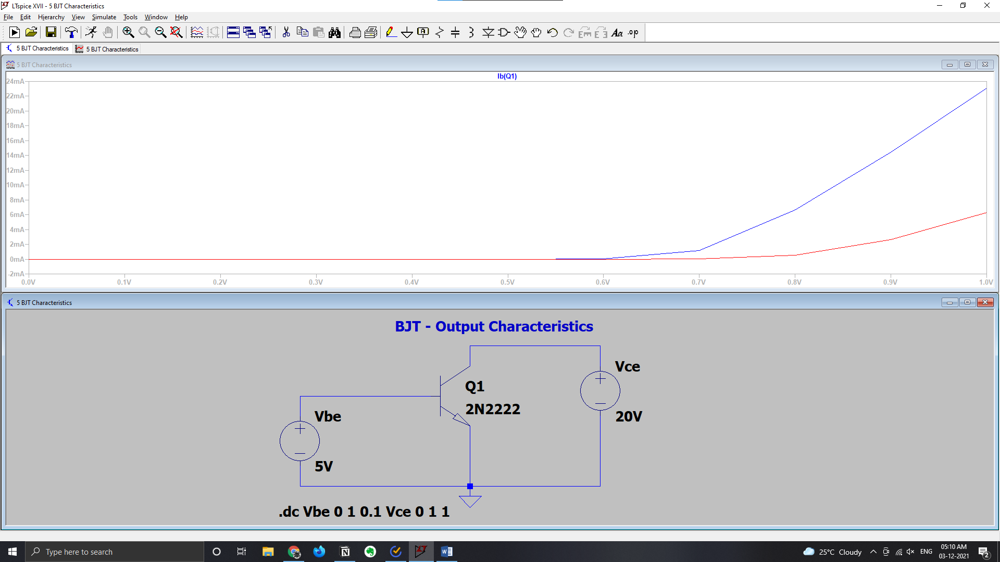 LTspice XVII - 5 BJT Characteristics
File Edit Hierarchy View Simulate Tools Window Help
5 BJT Characteristics 5 BJT Characteristics
5 BJT Characteristics
Ib(Q1)
24mA
22mA
20mA
18mA
16mA
14mA
12mA
10mA
8mA
6mA
4mA
2mA
0mA
-2mA
0.0V 0.1V 0.2V 0.3V 0.4V 0.5V 0.6V 0.7V 0.8V 0.9V 1.0V
5 BJT Characteristics
BJT - Output Characteristics
Vce
Q1
2N2222
Vbe
20V
5V
.dc Vbe 0 1 0.1 Vce 0 1 1
Type here to search
25°C Cloudy
ENG
05:10 AM
03-12-2021
2